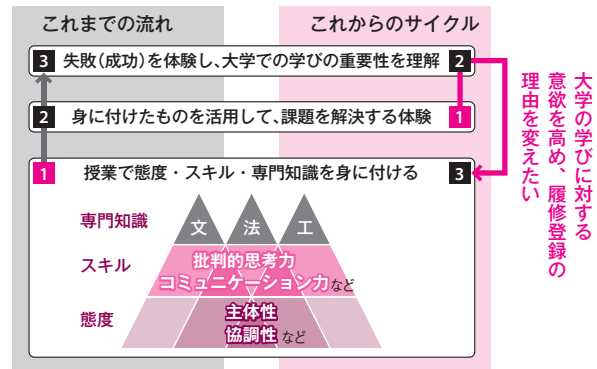 これまでの流れ
これからのサイクル
3 失敗（成功）を体験し、大学での学びの重要性を理解 2
2 身に付けたものを活用して、課題を解決する体験 1
1 授業で態度・スキル・専門知識を身に付ける 3
専門知識 文 法 工
スキル 批判的思考力
コミュニケーション力など
態度 主体性
協調性 など
大学の学びに対する
意欲を高め、履修登録の
理由を変えたい